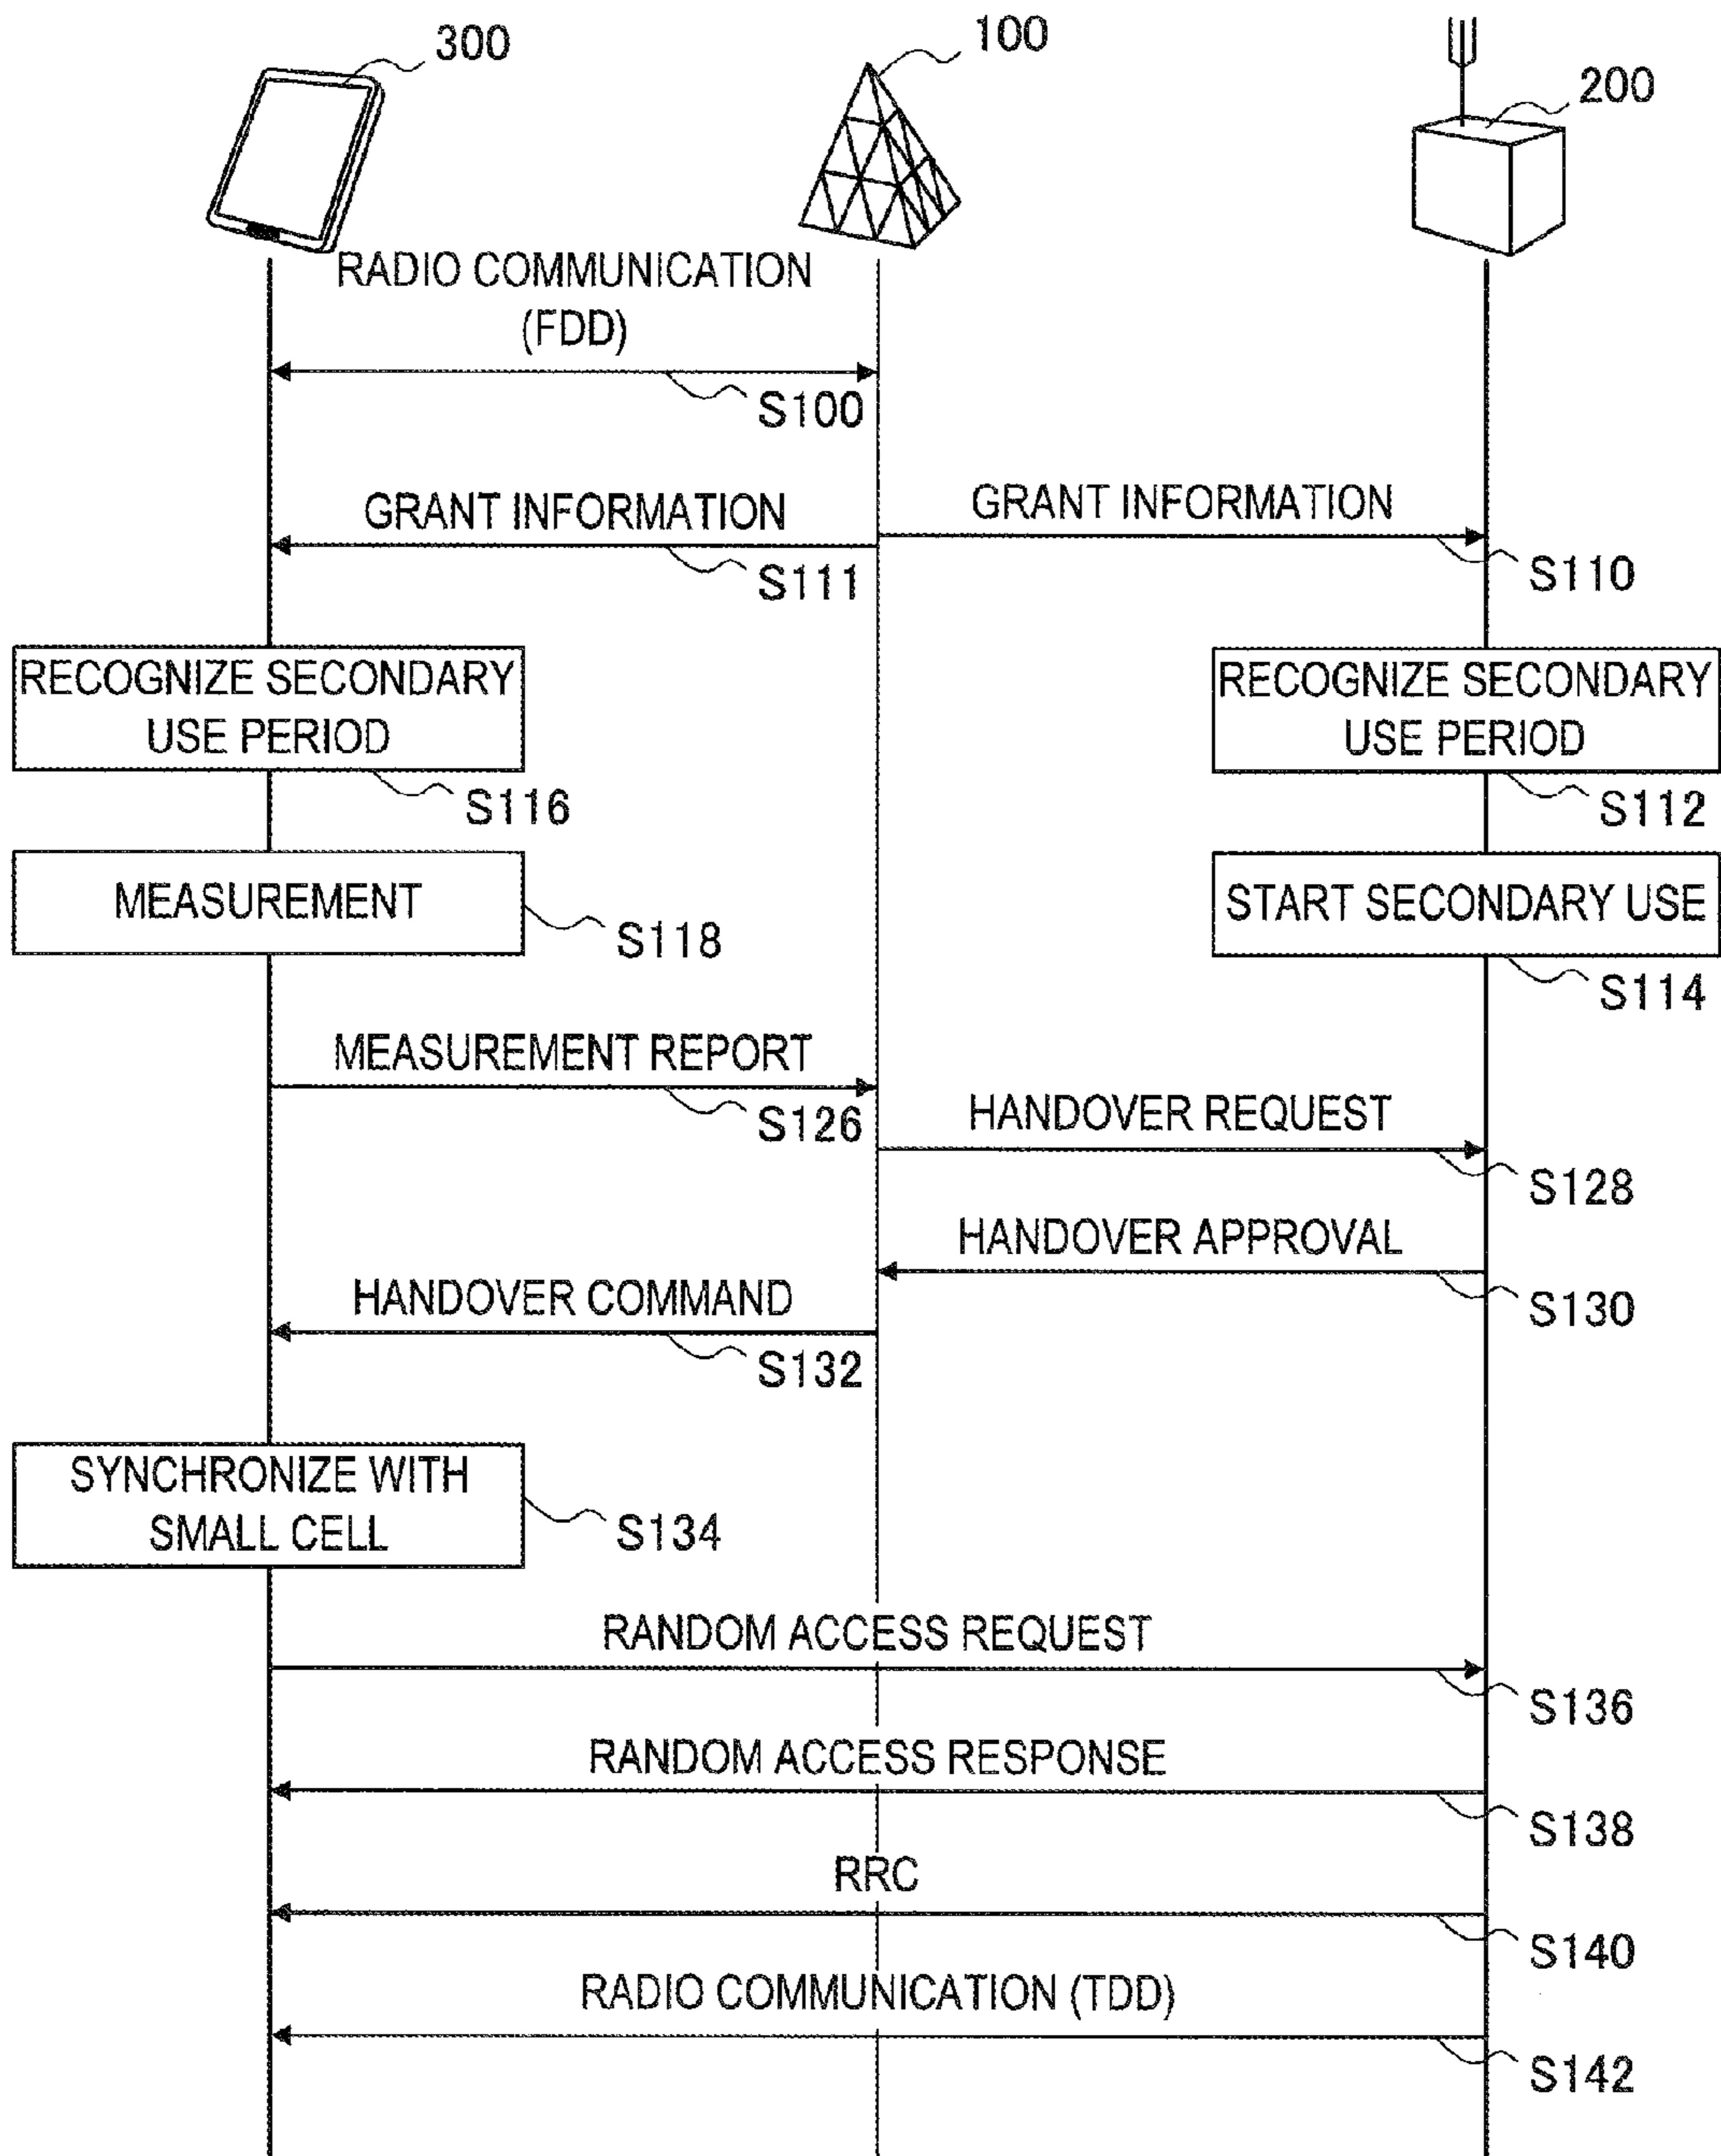 300
100
200
RADIO COMMUNICATION
(FDD)
S100
GRANT INFORMATION
S111
GRANT INFORMATION
S110
RECOGNIZE SECONDARY
USE PERIOD
S116
RECOGNIZE SECONDARY
USE PERIOD
S112
MEASUREMENT
S118
START SECONDARY USE
S114
MEASUREMENT REPORT
S126
HANDOVER REQUEST
S128
HANDOVER APPROVAL
S130
HANDOVER COMMAND
S132
SYNCHRONIZE WITH
SMALL CELL
S134
RANDOM ACCESS REQUEST
S136
RANDOM ACCESS RESPONSE
S138
RRC
S140
RADIO COMMUNICATION (TDD)
S142